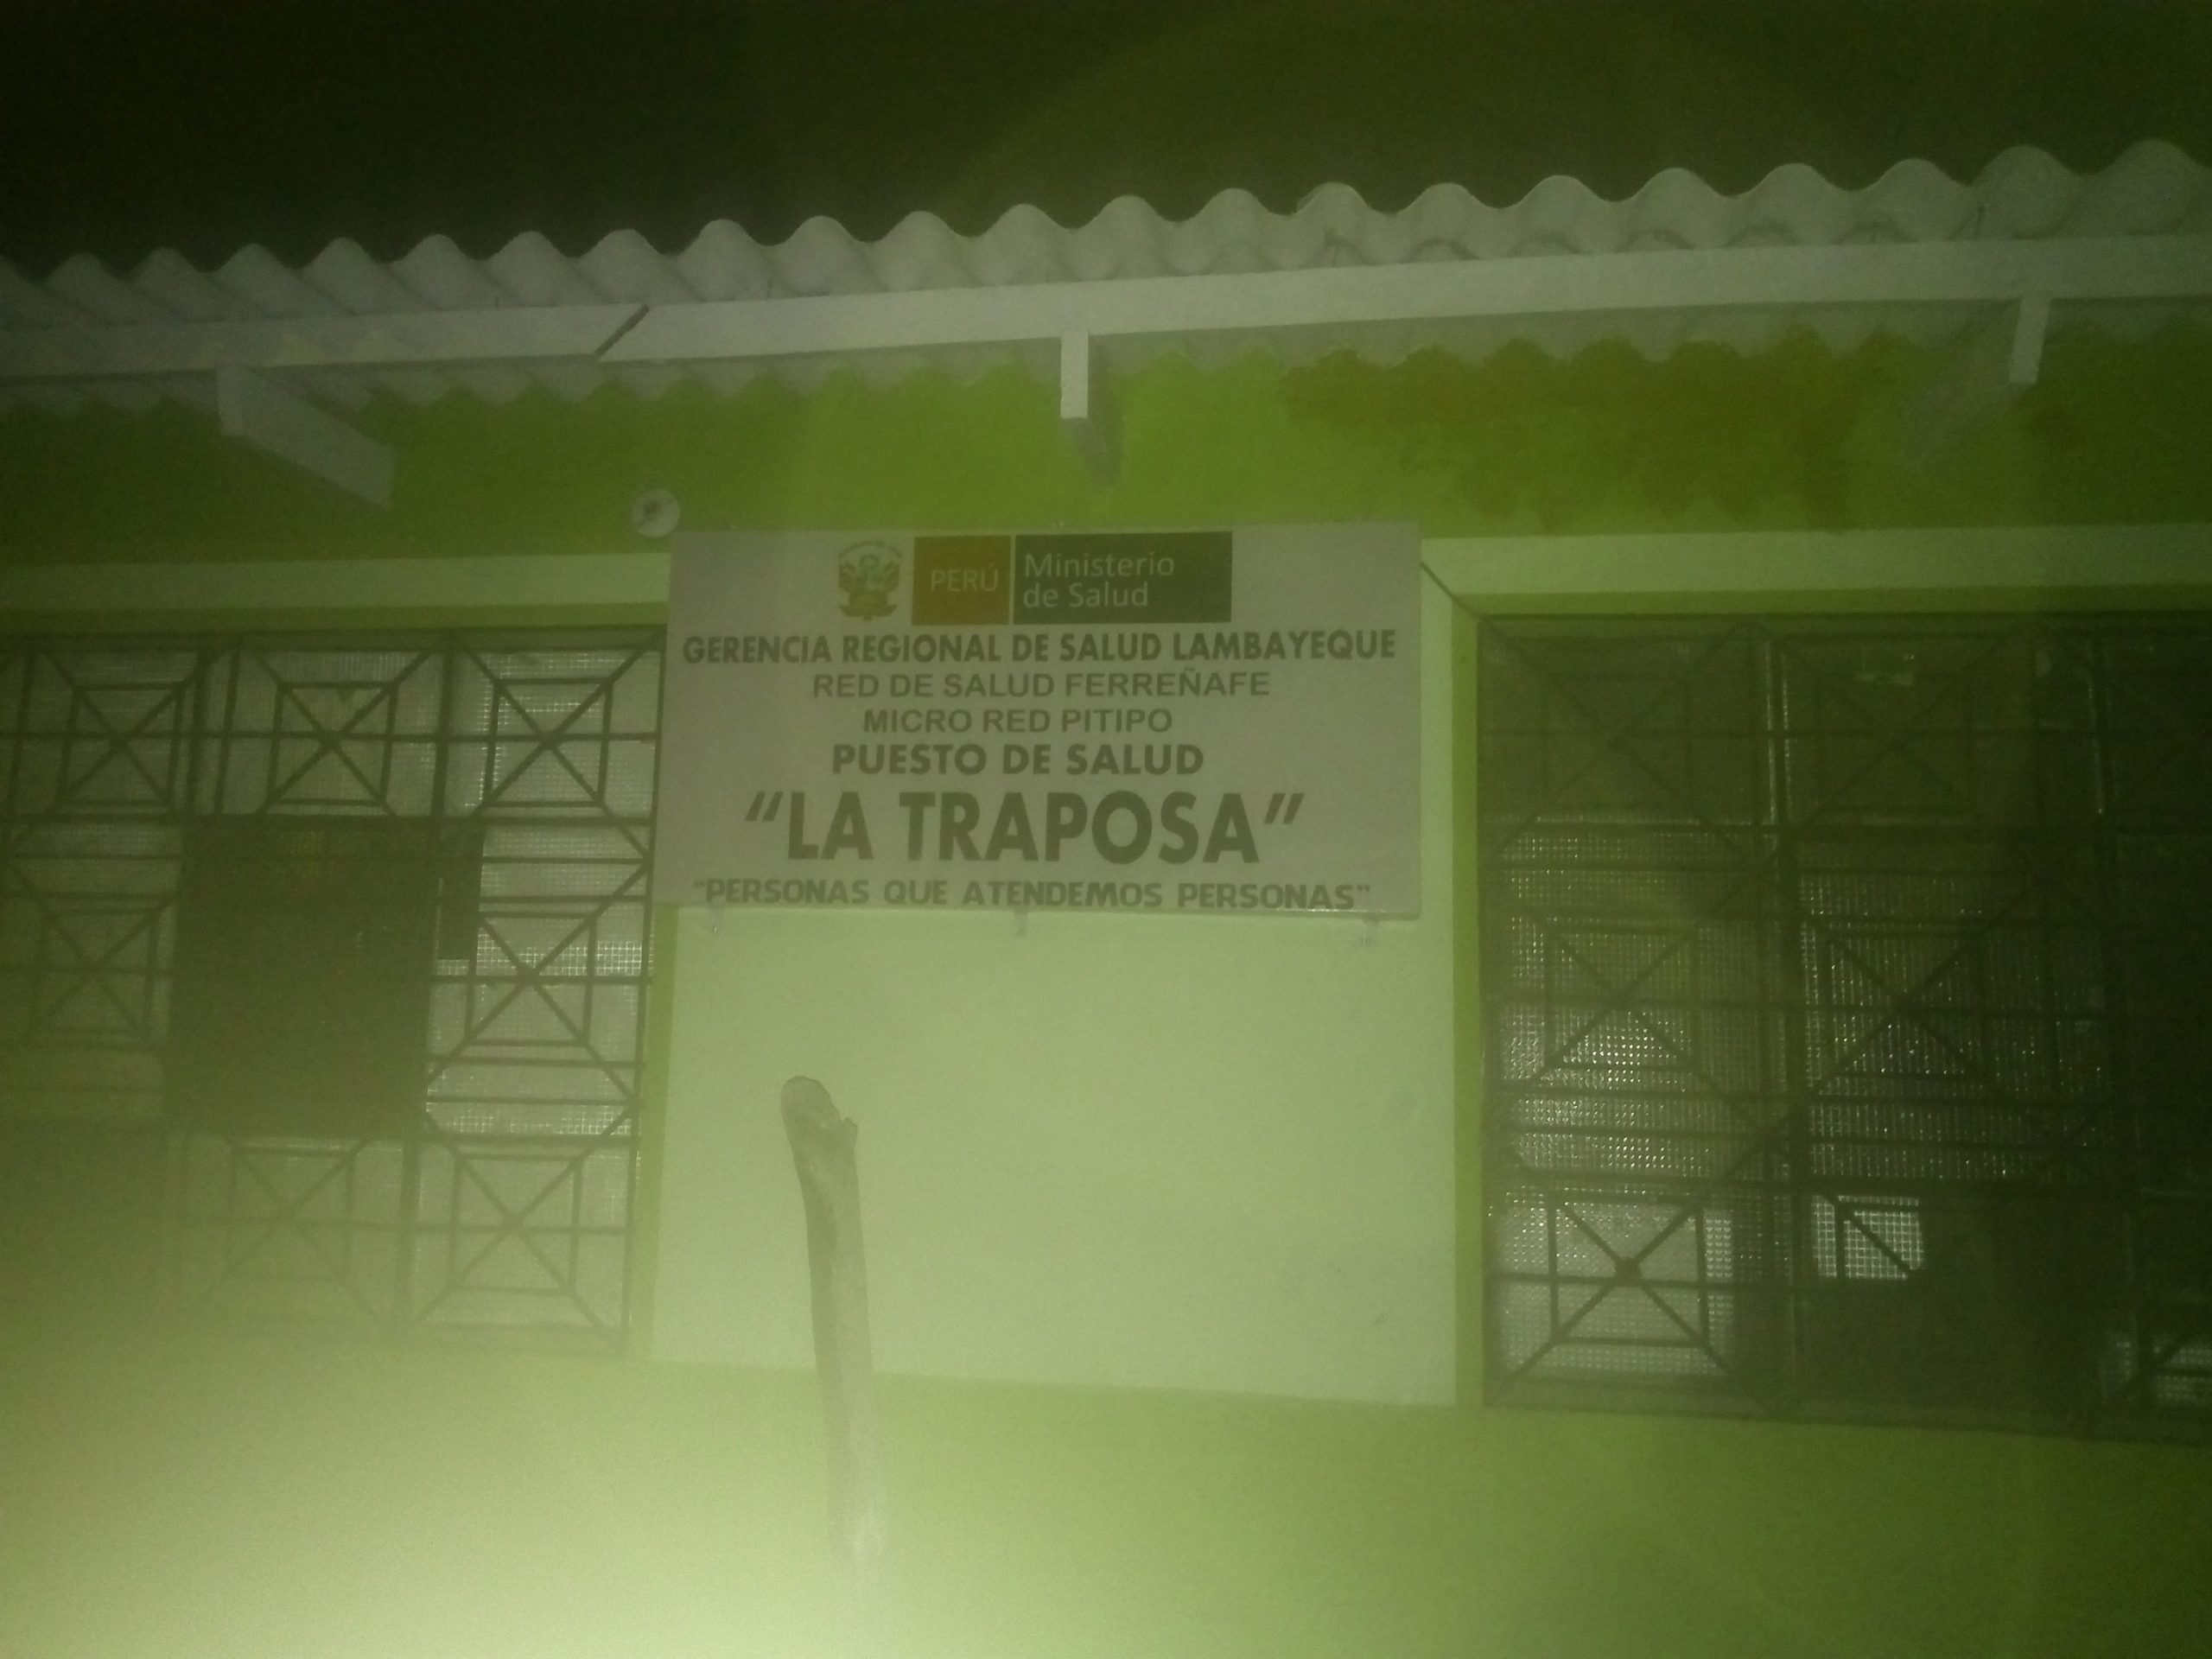 PERÚ
Ministerio
de Salud
GERENCIA REGIONAL DE SALUD LAMBAYEQUE
RED DE SALUD FERREÑAFE
MICRO RED PITIPO
PUESTO DE SALUD
"LA TRAPOSA"
"PERSONAS QUE ATENDEMOS PERSONAS"